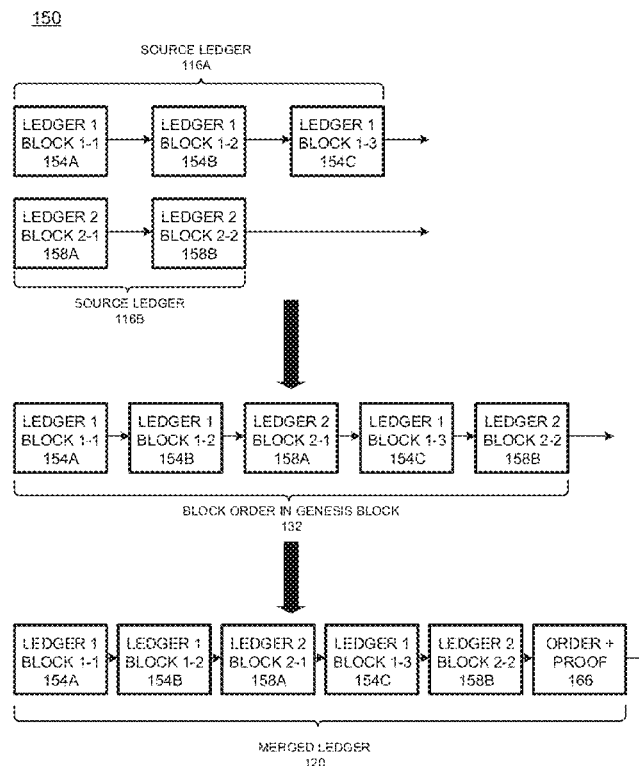 150
SOURCE LEDGER
116A
LEDGER 1
BLOCK 1-1
154A
LEDGER 1
BLOCK 1-2
154B
LEDGER 1
BLOCK 1-3
154C
LEDGER 2
BLOCK 2-1
158A
LEDGER 2
BLOCK 2-2
158B
SOURCE LEDGER
116B
LEDGER 1
BLOCK 1-1
154A
LEDGER 1
BLOCK 1-2
154B
LEDGER 2
BLOCK 2-1
158A
LEDGER 1
BLOCK 1-3
154C
LEDGER 2
BLOCK 2-2
158B
BLOCK ORDER IN GENESIS BLOCK
132
LEDGER 1
BLOCK 1-1
154A
LEDGER 1
BLOCK 1-2
154B
LEDGER 2
BLOCK 2-1
158A
LEDGER 1
BLOCK 1-3
154C
LEDGER 2
BLOCK 2-2
158B
ORDER +
PROOF
166
MERGED LEDGER
120